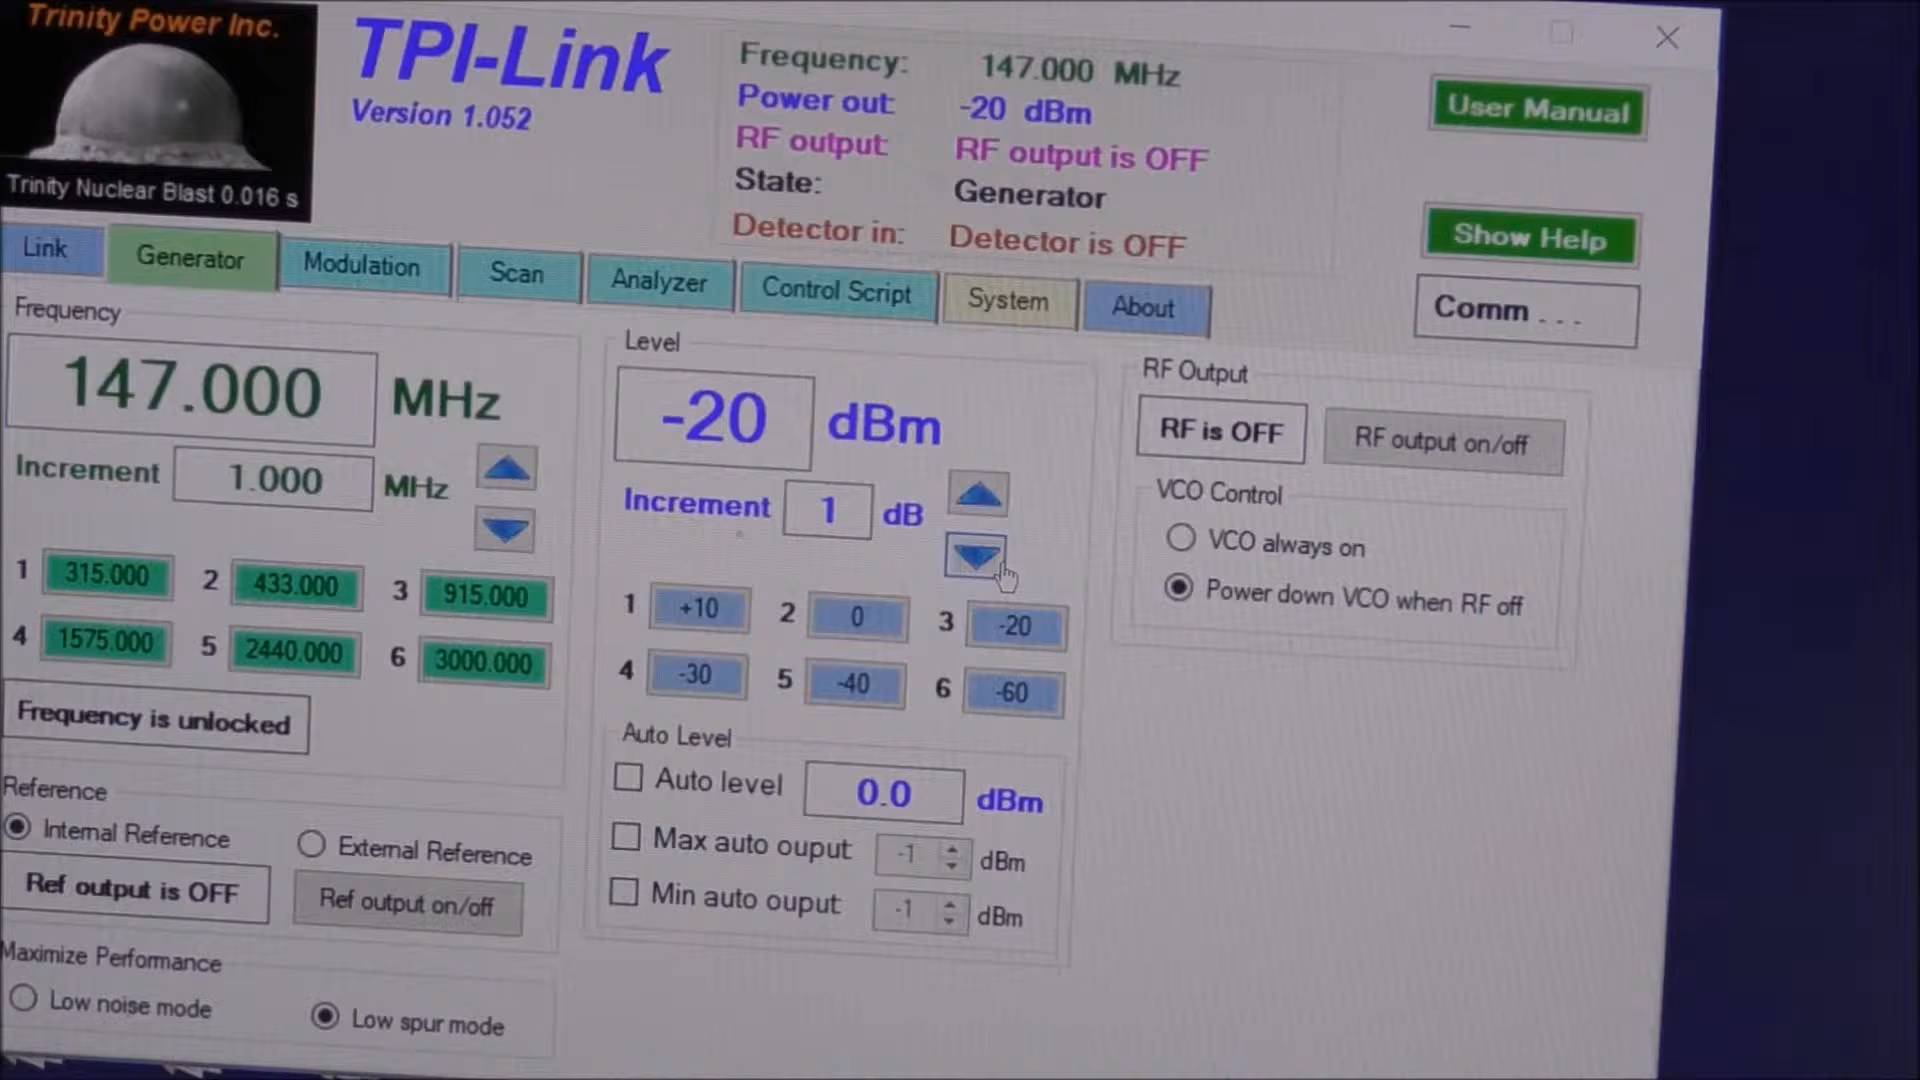 Trinity Power Inc.
Trinity Nuclear Blast 0.016 s
TPI-Link
Version 1.052
Frequency: 147.000 MHz
Power out: -20 dBm
RF output: RF output is OFF
State: Generator
Detector in: Detector is OFF
User Manual
Show Help
Comm . . .
Link Generator Modulation Scan Analyzer Control Script System About
Frequency
147.000 MHz
Increment 1.000 MHz
1 315.000 2 433.000 3 915.000
4 1575.000 5 2440.000 6 3000.000
Frequency is unlocked
Reference
Internal Reference External Reference
Ref output is OFF Ref output on/off
Maximize Performance
Low noise mode Low spur mode
Level
-20 dBm
Increment 1 dB
1 +10 2 0 3 -20
4 -30 5 -40 6 -60
Auto Level
Auto level 0.0 dBm
Max auto ouput -1 dBm
Min auto ouput -1 dBm
RF Output
RF is OFF RF output on/off
VCO Control
VCO always on
Power down VCO when RF off